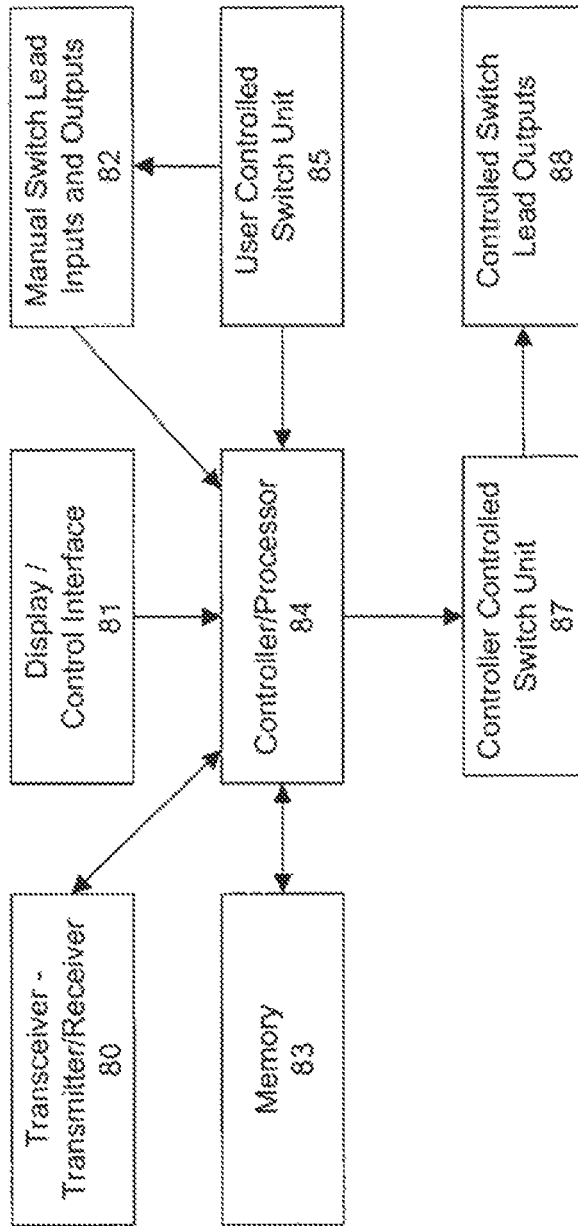 Transceiver -
Transmitter/Receiver
80
Display /
Control Interface
81
Manual Switch Lead
Inputs and Outputs
82
Memory
83
Controller/Processor
84
User Controlled
Switch Unit
85
Controller Controlled
Switch Unit
87
Controlled Switch
Lead Outputs
88